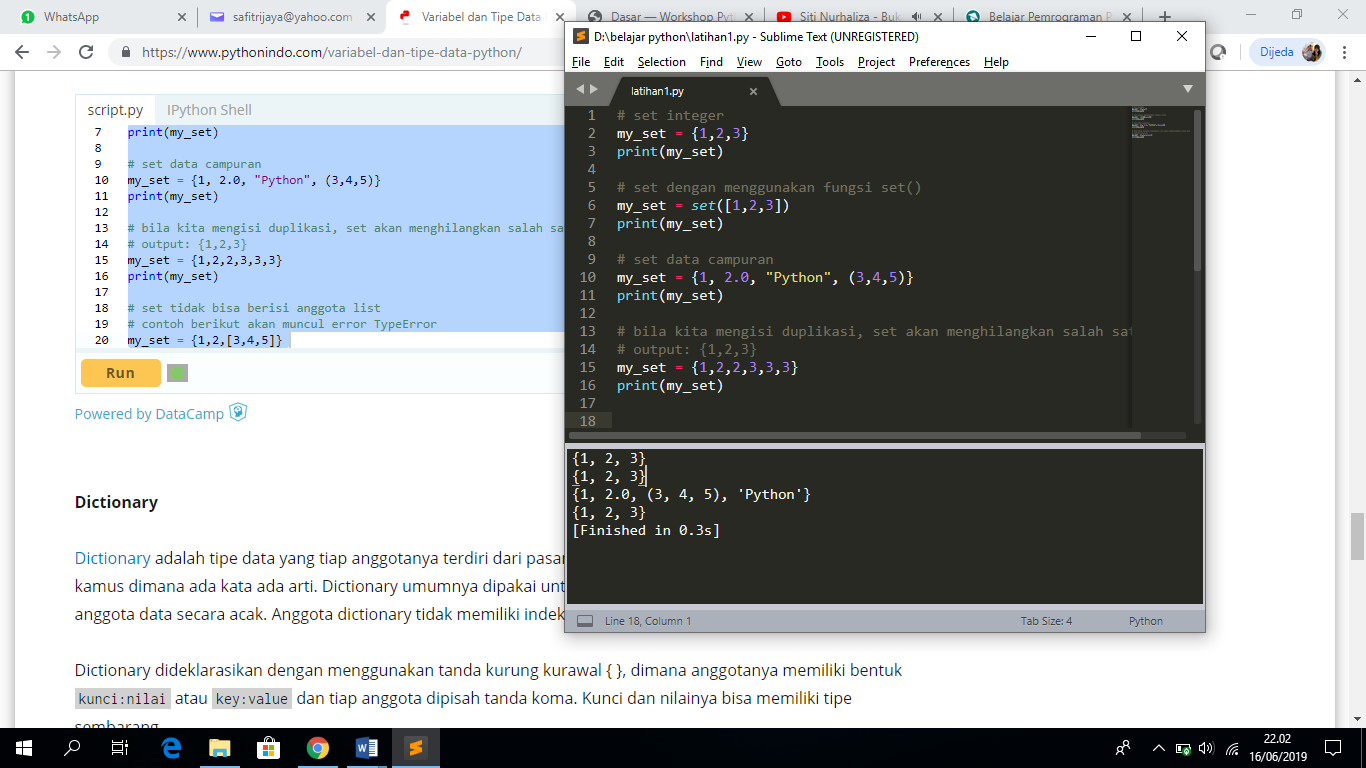 WhatsApp
safitrijaya@yahoo.com
Variabel dan Tipe Data
Dasar — Workshop Pyt
Siti Nurhaliza - Buk
Belajar Pemrograman P
https://www.pythonindo.com/variabel-dan-tipe-data-python/
Dijeda
script.py IPython Shell
7 print(my_set)
8
9 # set data campuran
10 my_set = {1, 2.0, "Python", (3,4,5)}
11 print(my_set)
12
13 # bila kita mengisi duplikasi, set akan menghilangkan salah sa
14 # output: {1,2,3}
15 my_set = {1,2,2,3,3,3}
16 print(my_set)
17
18 # set tidak bisa berisi anggota list
19 # contoh berikut akan muncul error TypeError
20 my_set = {1,2,[3,4,5]}
Run
Powered by DataCamp
Dictionary
Dictionary adalah tipe data yang tiap anggotanya terdiri dari pasan
kamus dimana ada kata ada arti. Dictionary umumnya dipakai unt
anggota data secara acak. Anggota dictionary tidak memiliki indek
Dictionary dideklarasikan dengan menggunakan tanda kurung kurawal { }, dimana anggotanya memiliki bentuk
kunci:nilai atau key:value dan tiap anggota dipisah tanda koma. Kunci dan nilainya bisa memiliki tipe
sembarang.
D:\belajar python\latihan1.py - Sublime Text (UNREGISTERED)
File Edit Selection Find View Goto Tools Project Preferences Help
latihan1.py
1 # set integer
2 my_set = {1,2,3}
3 print(my_set)
4
5 # set dengan menggunakan fungsi set()
6 my_set = set([1,2,3])
7 print(my_set)
8
9 # set data campuran
10 my_set = {1, 2.0, "Python", (3,4,5)}
11 print(my_set)
12
13 # bila kita mengisi duplikasi, set akan menghilangkan salah sat
14 # output: {1,2,3}
15 my_set = {1,2,2,3,3,3}
16 print(my_set)
17
18
{1, 2, 3}
{1, 2, 3}
{1, 2.0, (3, 4, 5), 'Python'}
{1, 2, 3}
[Finished in 0.3s]
Line 18, Column 1 Tab Size: 4 Python
22.02
16/06/2019